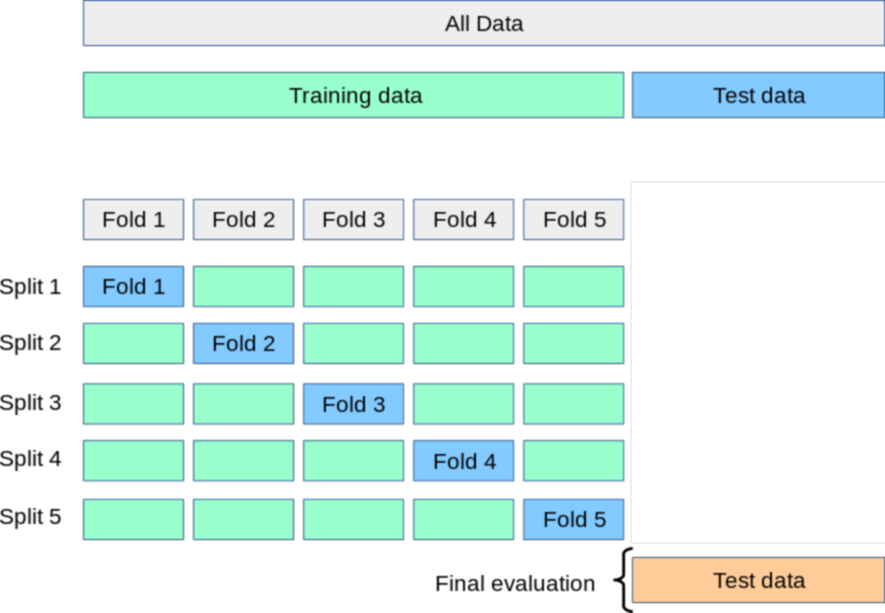 All Data
Training data
Test data
Fold 1
Fold 2
Fold 3
Fold 4
Fold 5
Split 1
Fold 1
Split 2
Fold 2
Split 3
Fold 3
Split 4
Fold 4
Split 5
Fold 5
Final evaluation
Test data